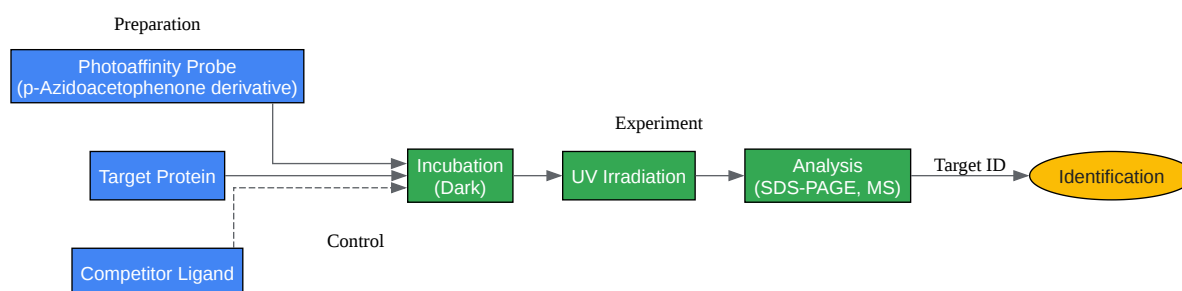 Preparation
Photoaffinity Probe
(p-Azidoacetophenone derivative)
Experiment
Target Protein
Incubation
(Dark)
UV Irradiation
Analysis
(SDS-PAGE, MS)
Target ID
Identification
Control
Competitor Ligand